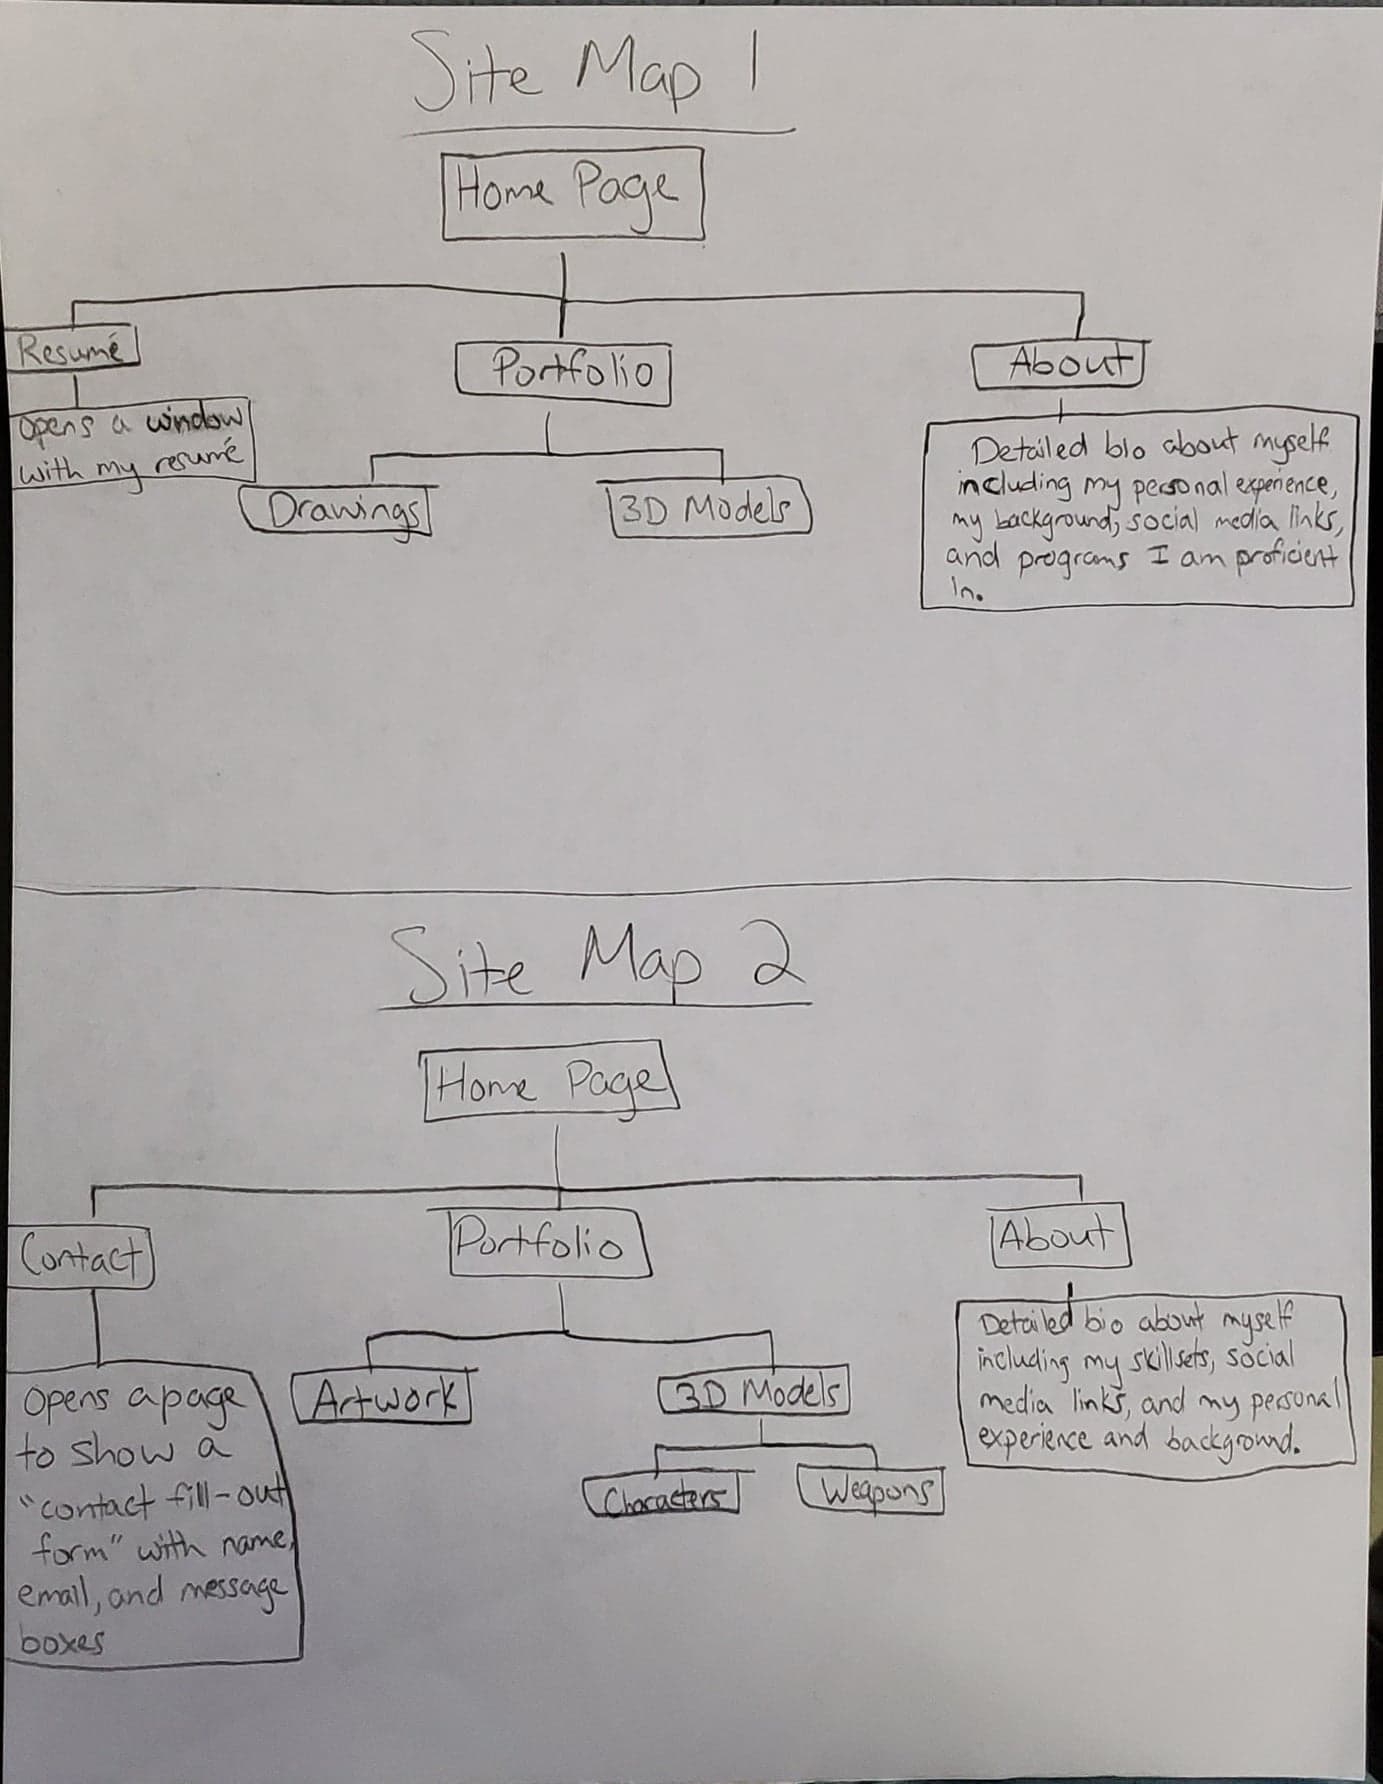 Site Map 1
Home Page
Resumé
Portfolio
About
Opens a window
with my resumé
Drawings
3D Models
Detailed bio about myself
including my personal experience,
my background, social media links,
and programs I am proficient
in.
Site Map 2
Home Page
Contact
Portfolio
About
Opens a page
to show a
"contact fill-out
form" with name,
email, and message
boxes
Artwork
3D Models
Characters
Weapons
Detailed bio about myself
including my skillsets, social
media links, and my personal
experience and background.